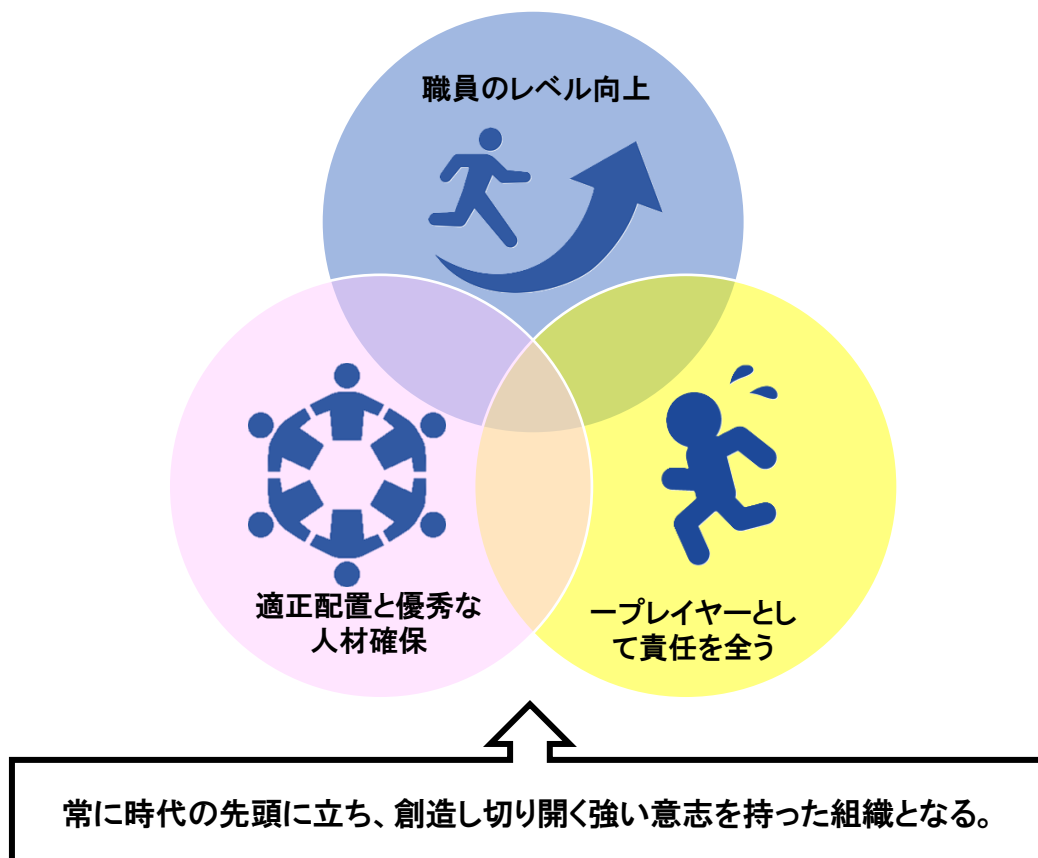 職員のレベル向上
適正配置と優秀な
人材確保
一プレイヤーとし
て責任を全う
常に時代の先頭に立ち、創造し切り開く強い意志を持った組織となる。